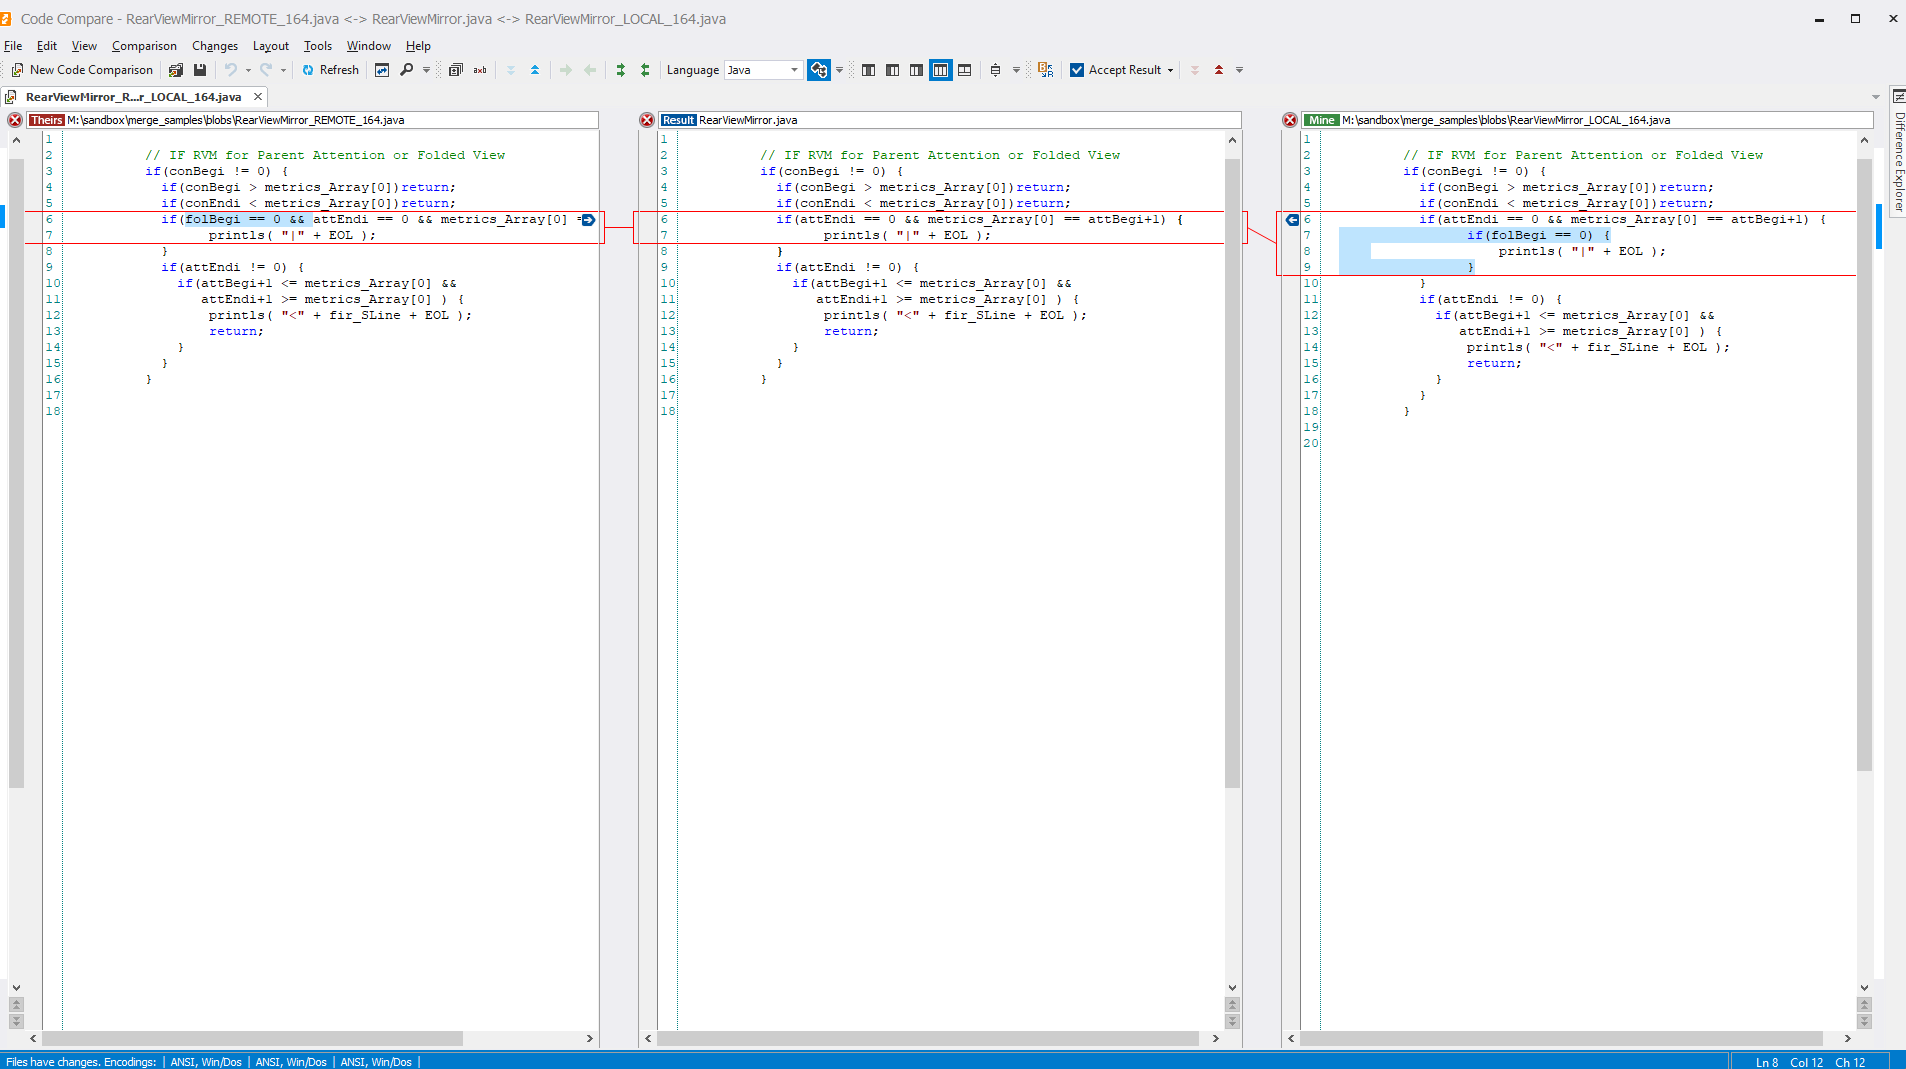 Code Compare - RearViewMirror_REMOTE_164.java <-> RearViewMirror.java <-> RearViewMirror_LOCAL_164.java
File Edit View Comparison Changes Layout Tools Window Help
New Code Comparison Refresh axb Language Java Accept Result
RearViewMirror_R...r_LOCAL_164.java
Difference Explorer
Theirs M:\sandbox\merge_samples\blobs\RearViewMirror_REMOTE_164.java
1
2 // IF RVM for Parent Attention or Folded View
3 if(conBegi != 0) {
4 if(conBegi > metrics_Array[0])return;
5 if(conEndi < metrics_Array[0])return;
6 if(folBegi == 0 && attEndi == 0 && metrics_Array[0] =
7 printls( "|" + EOL );
8 }
9 if(attEndi != 0) {
10 if(attBegi+1 <= metrics_Array[0] &&
11 attEndi+1 >= metrics_Array[0] ) {
12 printls( "<" + fir_SLine + EOL );
13 return;
14 }
15 }
16 }
17
18
Result RearViewMirror.java
1
2 // IF RVM for Parent Attention or Folded View
3 if(conBegi != 0) {
4 if(conBegi > metrics_Array[0])return;
5 if(conEndi < metrics_Array[0])return;
6 if(attEndi == 0 && metrics_Array[0] == attBegi+1) {
7 printls( "|" + EOL );
8 }
9 if(attEndi != 0) {
10 if(attBegi+1 <= metrics_Array[0] &&
11 attEndi+1 >= metrics_Array[0] ) {
12 printls( "<" + fir_SLine + EOL );
13 return;
14 }
15 }
16 }
17
18
Mine M:\sandbox\merge_samples\blobs\RearViewMirror_LOCAL_164.java
1
2 // IF RVM for Parent Attention or Folded View
3 if(conBegi != 0) {
4 if(conBegi > metrics_Array[0])return;
5 if(conEndi < metrics_Array[0])return;
6 if(attEndi == 0 && metrics_Array[0] == attBegi+1) {
7 if(folBegi == 0) {
8 printls( "|" + EOL );
9 }
10 }
11 if(attEndi != 0) {
12 if(attBegi+1 <= metrics_Array[0] &&
13 attEndi+1 >= metrics_Array[0] ) {
14 printls( "<" + fir_SLine + EOL );
15 return;
16 }
17 }
18 }
19
20
Files have changes. Encodings: | ANSI, Win/Dos | ANSI, Win/Dos | ANSI, Win/Dos | Ln 8 Col 12 Ch 12